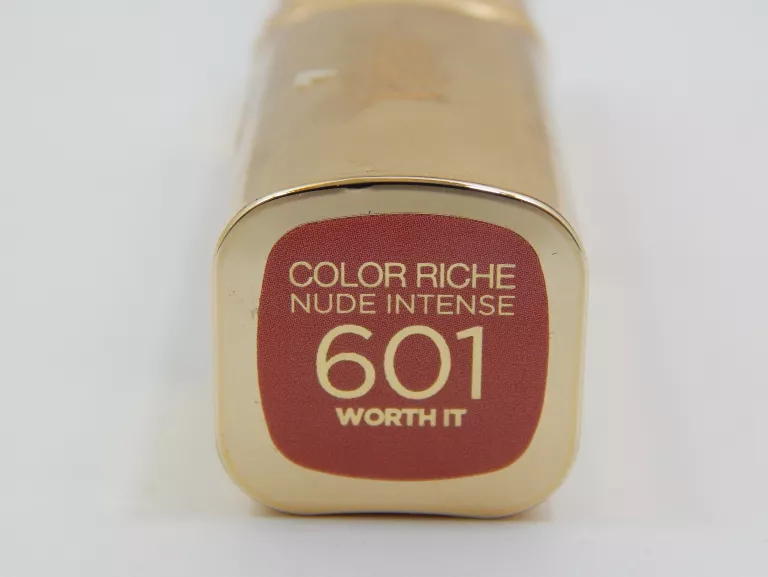 COLOR RICHE
NUDE INTENSE
601
WORTH IT